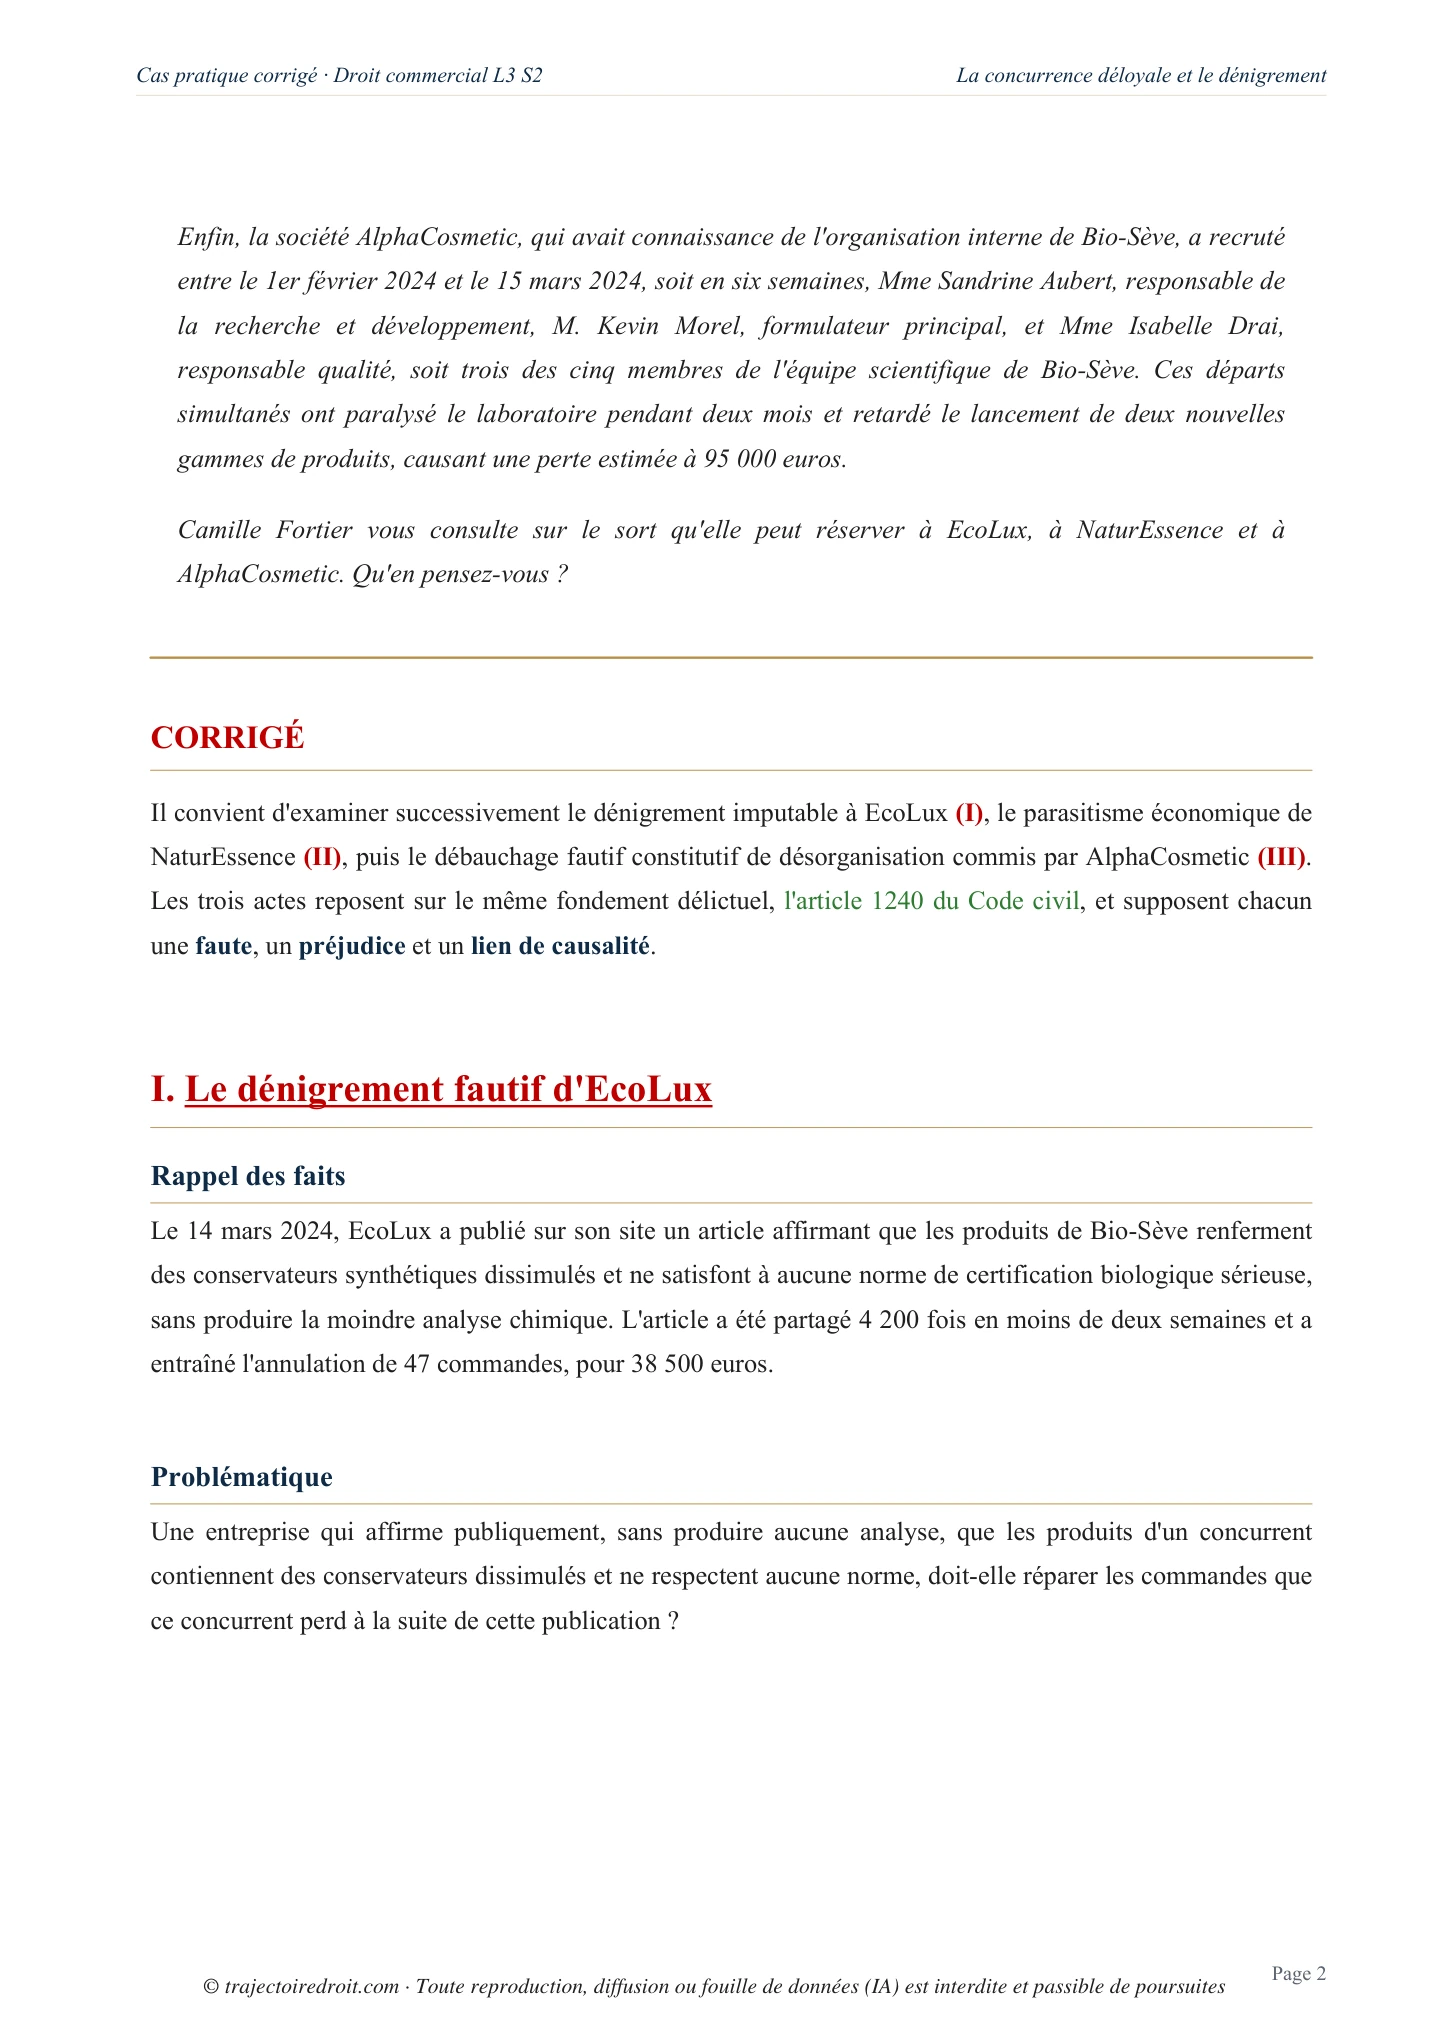 Cas pratique corrigé · Droit commercial L3 S2
La concurrence déloyale et le dénigrement
Enfin, la société AlphaCosmetic, qui avait connaissance de l'organisation interne de Bio-Sève, a recruté
entre le 1er février 2024 et le 15 mars 2024, soit en six semaines, Mme Sandrine Aubert, responsable de
la recherche et développement, M. Kevin Morel, formulateur principal, et Mme Isabelle Drai,
responsable qualité, soit trois des cinq membres de l'équipe scientifique de Bio-Sève. Ces départs
simultanés ont paralysé le laboratoire pendant deux mois et retardé le lancement de deux nouvelles
gammes de produits, causant une perte estimée à 95 000 euros.
Camille Fortier vous consulte sur le sort qu'elle peut réserver à EcoLux, à NaturEssence et à
AlphaCosmetic. Qu'en pensez-vous ?
CORRIGÉ
Il convient d'examiner successivement le dénigrement imputable à EcoLux (I), le parasitisme économique de
NaturEssence (II), puis le débauchage fautif constitutif de désorganisation commis par AlphaCosmetic (III).
Les trois actes reposent sur le même fondement délictuel, l'article 1240 du Code civil, et supposent chacun
une faute, un préjudice et un lien de causalité.
I. Le dénigrement fautif d'EcoLux
Rappel des faits
Le 14 mars 2024, EcoLux a publié sur son site un article affirmant que les produits de Bio-Sève renferment
des conservateurs synthétiques dissimulés et ne satisfont à aucune norme de certification biologique sérieuse,
sans produire la moindre analyse chimique. L'article a été partagé 4 200 fois en moins de deux semaines et a
entraîné l'annulation de 47 commandes, pour 38 500 euros.
Problématique
Une entreprise qui affirme publiquement, sans produire aucune analyse, que les produits d'un concurrent
contiennent des conservateurs dissimulés et ne respectent aucune norme, doit-elle réparer les commandes que
ce concurrent perd à la suite de cette publication ?
© trajectoiredroit.com · Toute reproduction, diffusion ou fouille de données (IA) est interdite et passible de poursuites
Page 2